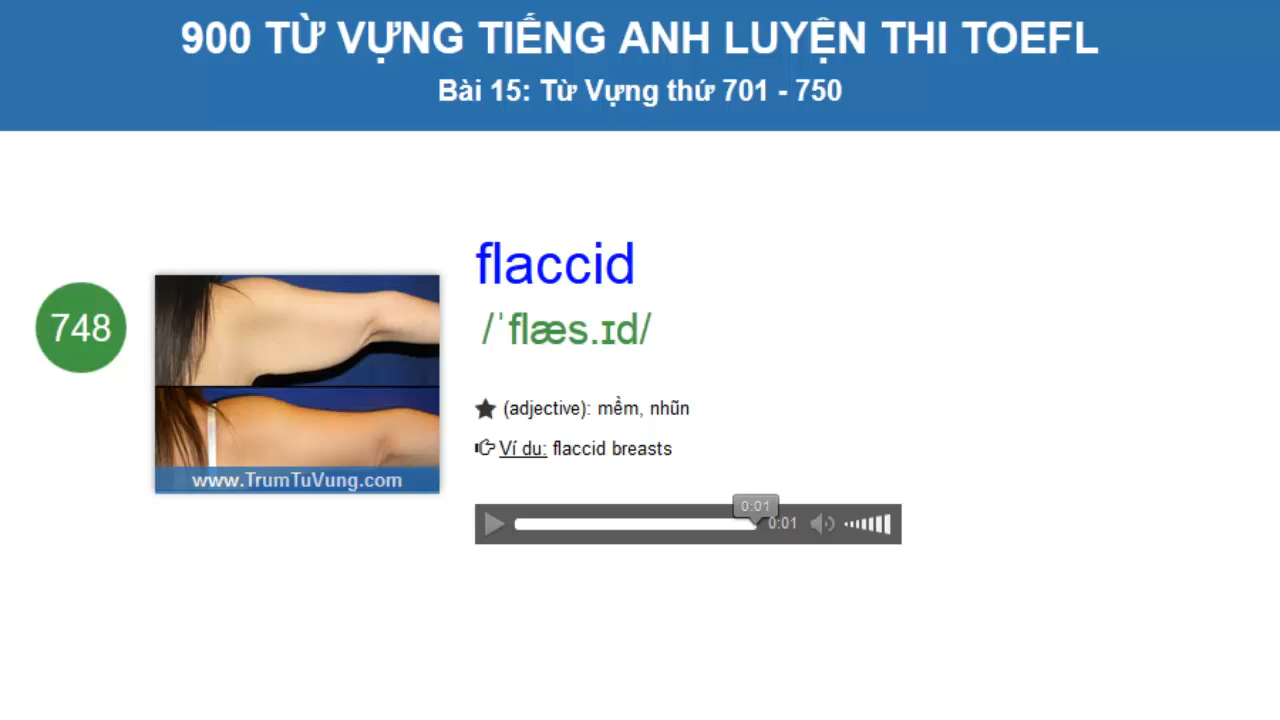 900 TỪ VỰNG TIẾNG ANH LUYỆN THI TOEFL
Bài 15: Từ Vựng thứ 701 - 750
748
www.TrumTuVung.com
flaccid
/ˈflæs.ɪd/
(adjective): mềm, nhũn
Ví dụ: flaccid breasts
0:01
0:01